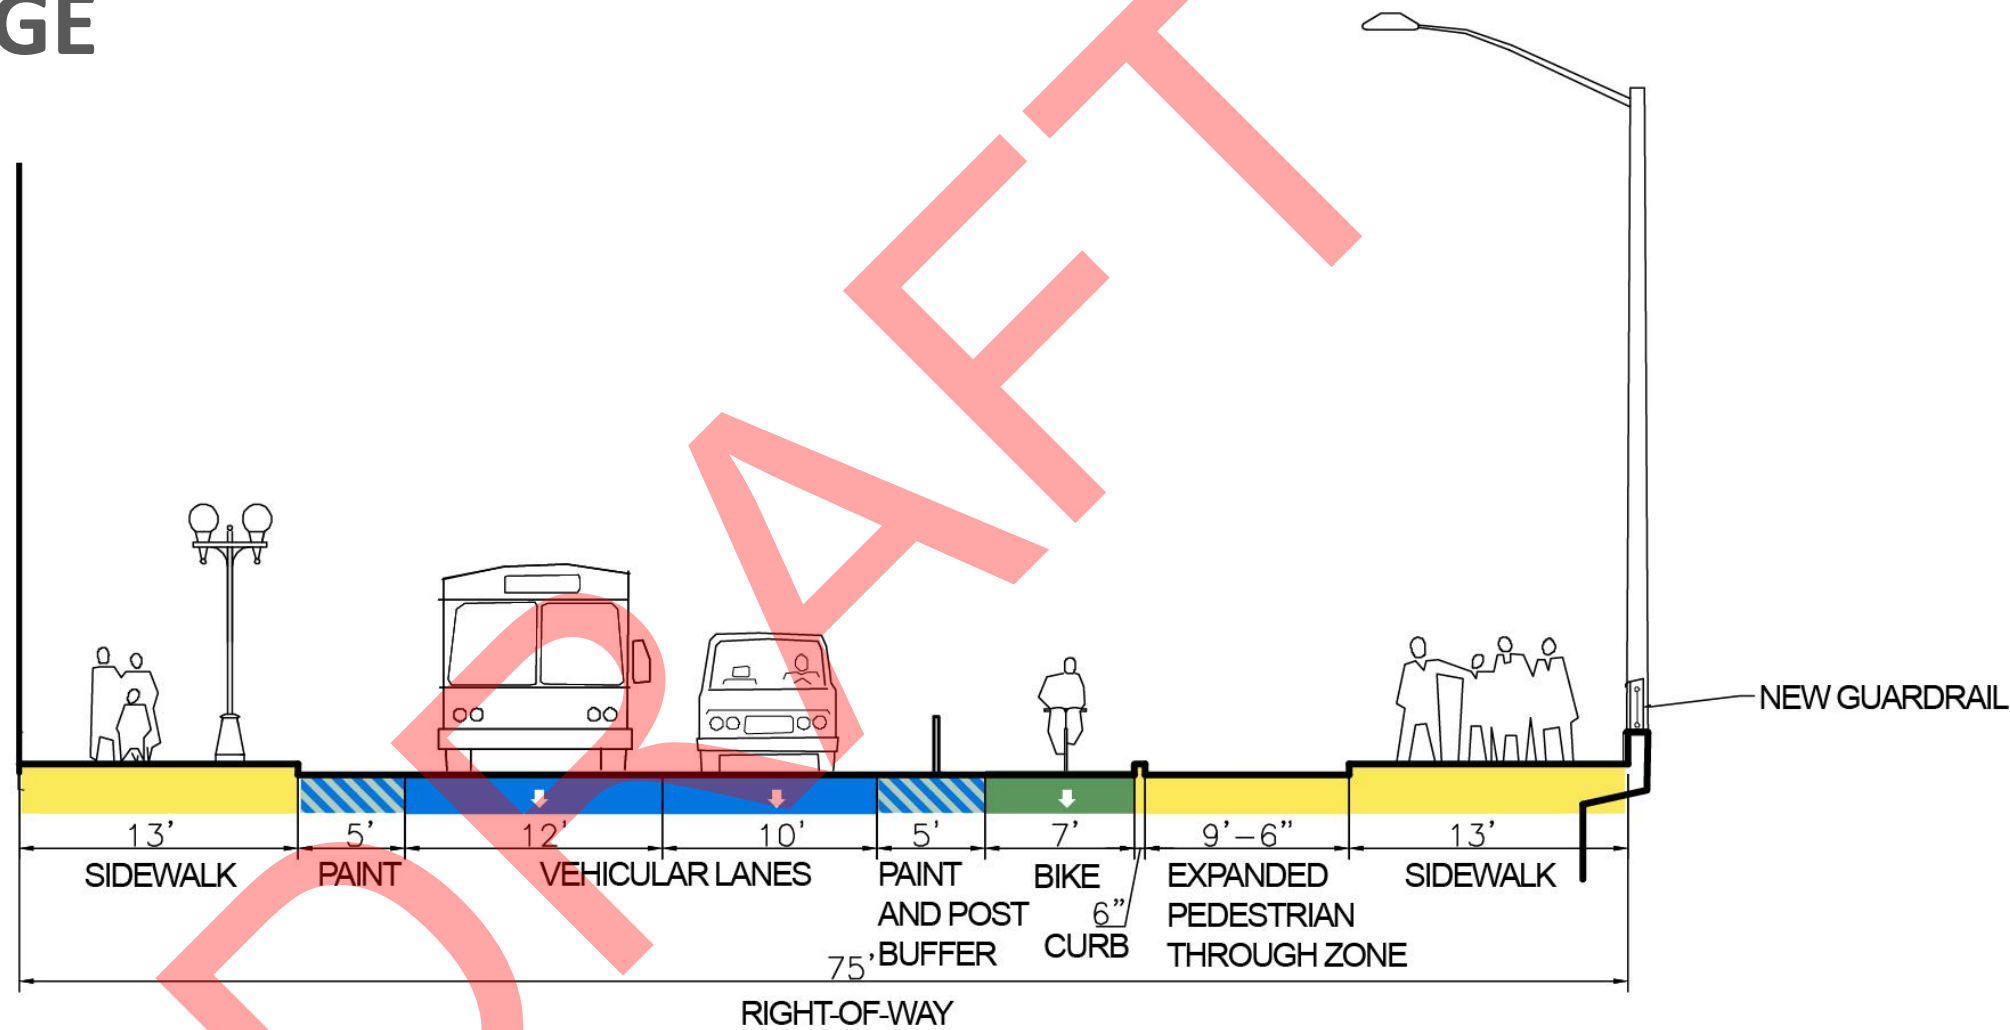 GE
DRAFT
NEW GUARDRAIL
13' 5' 12' 10' 5' 7' 9'-6" 13'
SIDEWALK PAINT VEHICULAR LANES PAINT BIKE EXPANDED SIDEWALK
AND POST 6" PEDESTRIAN
BUFFER CURB THROUGH ZONE
75'
RIGHT-OF-WAY